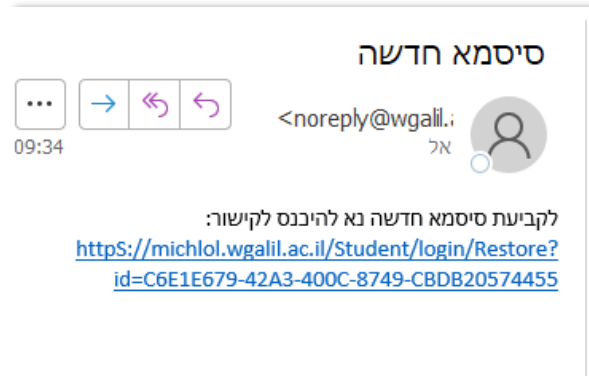 סיסמא חדשה
<noreply@wgalil.
אל
09:34
לקביעת סיסמא חדשה נא להיכנס לקישור:
httpS://michlol.wgalil.ac.il/Student/login/Restore?
id=C6E1E679-42A3-400C-8749-CBDB20574455